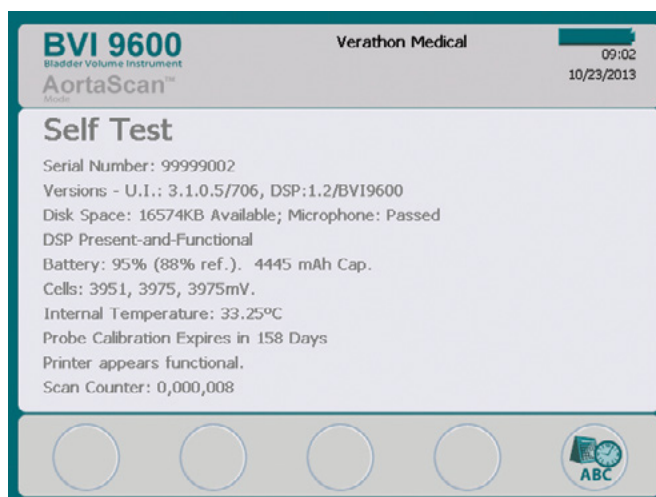 BVI 9600
Bladder Volume Instrument
AortaScan™
Mode
Verathon Medical
09:02
10/23/2013
Self Test
Serial Number: 99999002
Versions - U.I.: 3.1.0.5/706, DSP:1.2/BVI9600
Disk Space: 16574KB Available; Microphone: Passed
DSP Present-and-Functional
Battery: 95% (88% ref.). 4445 mAh Cap.
Cells: 3951, 3975, 3975mV.
Internal Temperature: 33.25ºC
Probe Calibration Expires in 158 Days
Printer appears functional.
Scan Counter: 0,000,008
ABC